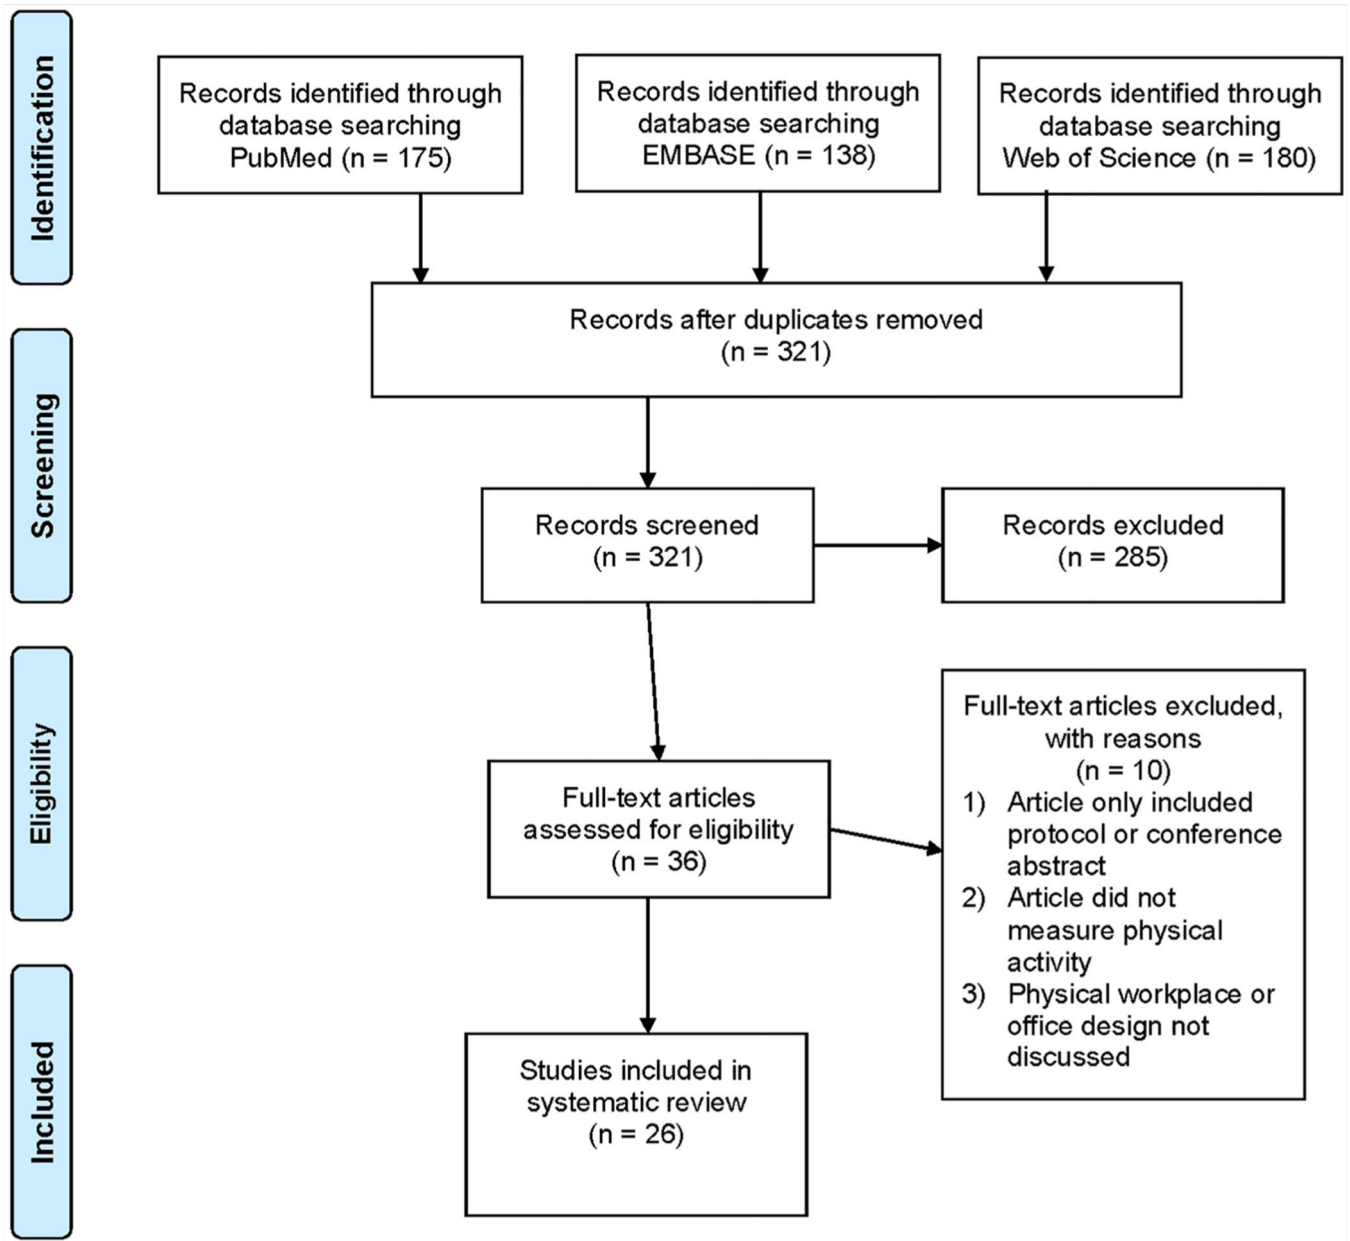 Identification
Records identified through
database searching
PubMed (n = 175)
Records identified through
database searching
EMBASE (n = 138)
Records identified through
database searching
Web of Science (n = 180)
Records after duplicates removed
(n = 321)
Screening
Records screened
(n = 321)
Records excluded
(n = 285)
Eligibility
Full-text articles
assessed for eligibility
(n = 36)
Full-text articles excluded,
with reasons
(n = 10)
1) Article only included
protocol or conference
abstract
2) Article did not
measure physical
activity
3) Physical workplace or
office design not
discussed
Included
Studies included in
systematic review
(n = 26)